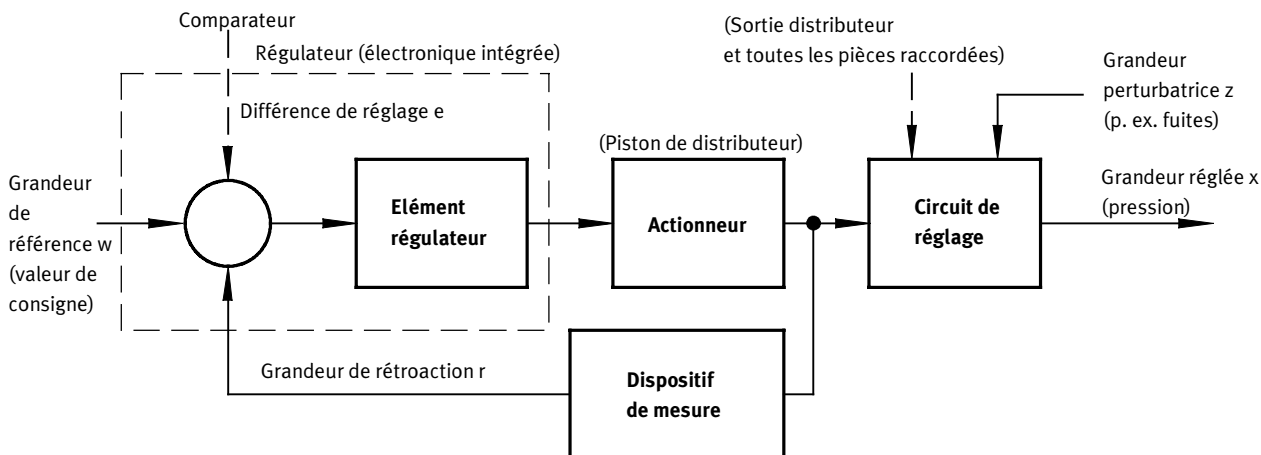 Comparateur
Régulateur (électronique intégrée)
(Sortie distributeur
et toutes les pièces raccordées)
Grandeur
perturbatrice z
(p. ex. fuites)
Différence de réglage e
(Piston de distributeur)
Grandeur
de
référence w
(valeur de
consigne)
Elément
régulateur
Actionneur
Circuit de
réglage
Grandeur réglée x
(pression)
Grandeur de rétroaction r
Dispositif
de mesure